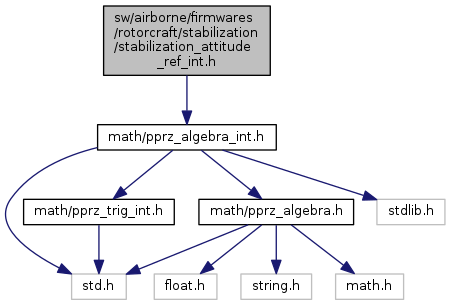 sw/airborne/firmwares
/rotorcraft/stabilization
/stabilization_attitude
_ref_int.h
math/pprz_algebra_int.h
math/pprz_trig_int.h
math/pprz_algebra.h
stdlib.h
std.h
float.h
string.h
math.h